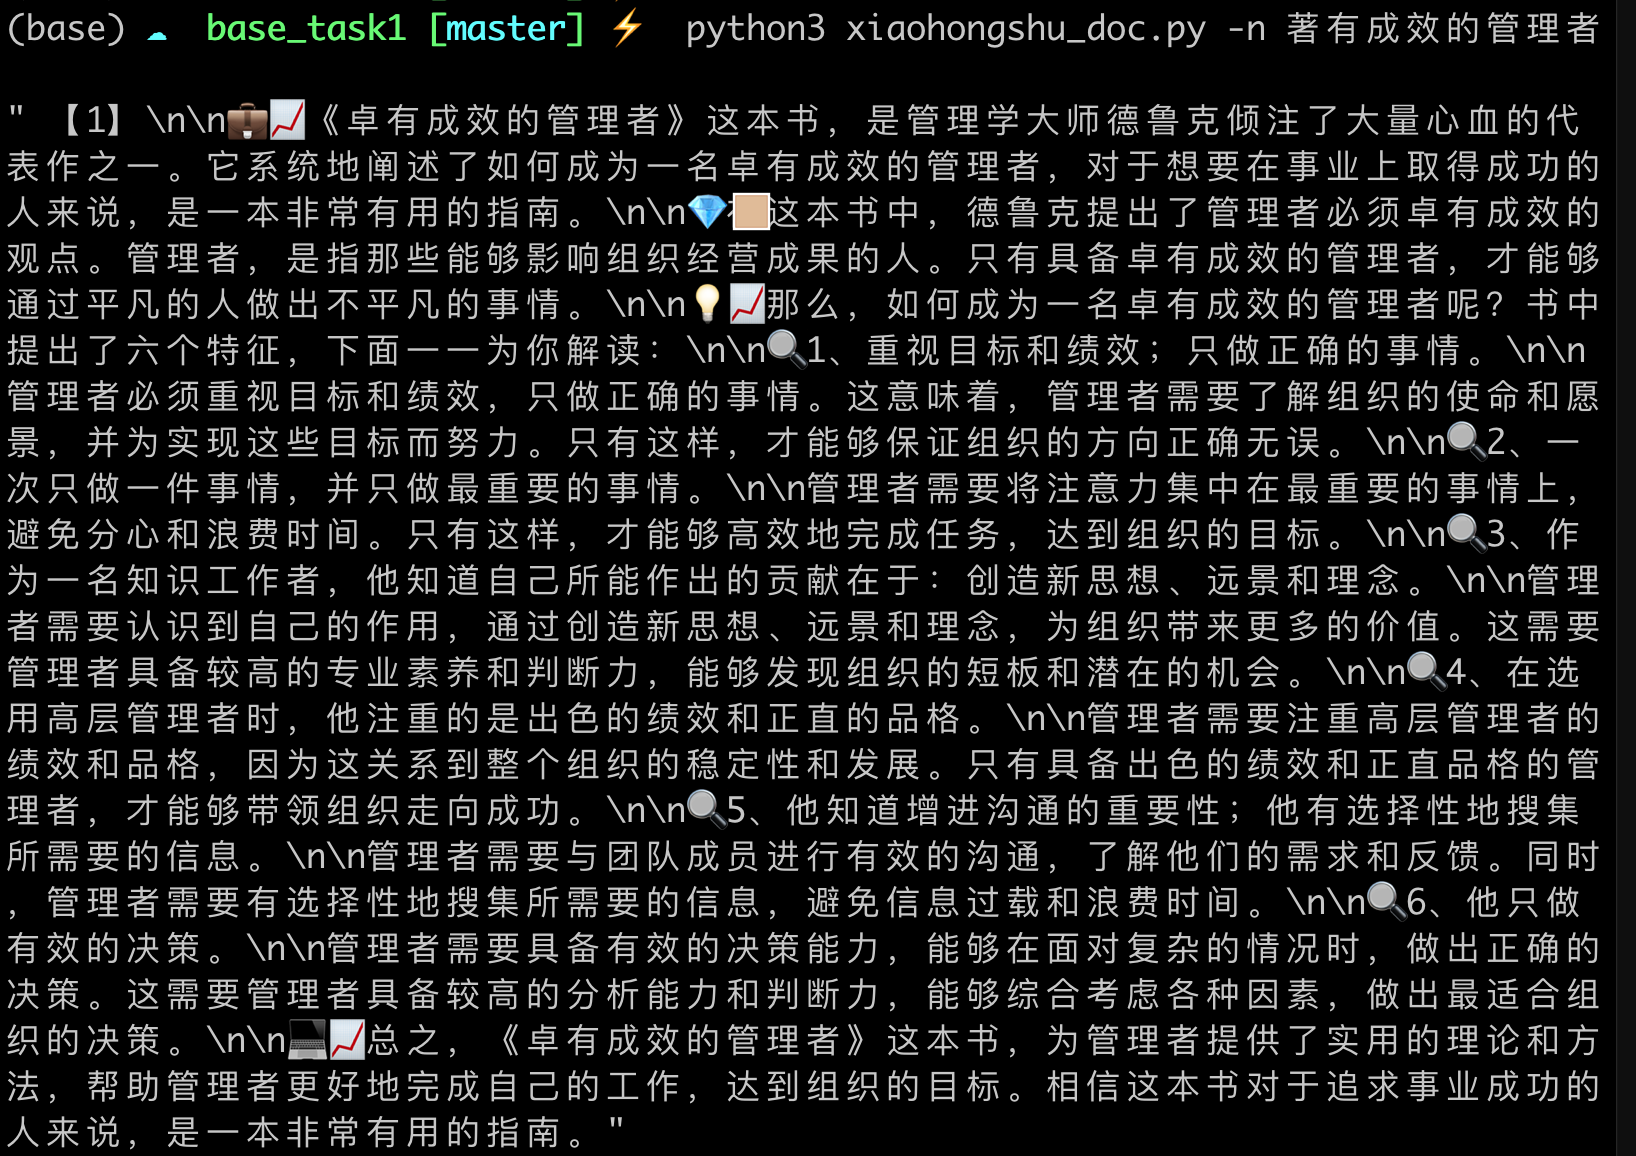 (base) ☁  base_task1 [master] ⚡  python3 xiaohongshu_doc.py -n 著有成效的管理者
" 【1】\n\n💼📈《卓有成效的管理者》这本书，是管理学大师德鲁克倾注了大量心血的代
表作之一。它系统地阐述了如何成为一名卓有成效的管理者，对于想要在事业上取得成功的
人来说，是一本非常有用的指南。\n\n💎🏼这本书中，德鲁克提出了管理者必须卓有成效的
观点。管理者，是指那些能够影响组织经营成果的人。只有具备卓有成效的管理者，才能够
通过平凡的人做出不平凡的事情。\n\n💡📈那么，如何成为一名卓有成效的管理者呢？书中
提出了六个特征，下面一一为你解读：\n\n🔍1、重视目标和绩效；只做正确的事情。\n\n
管理者必须重视目标和绩效，只做正确的事情。这意味着，管理者需要了解组织的使命和愿
景，并为实现这些目标而努力。只有这样，才能够保证组织的方向正确无误。\n\n🔍2、一
次只做一件事情，并只做最重要的事情。\n\n管理者需要将注意力集中在最重要的事情上，
避免分心和浪费时间。只有这样，才能够高效地完成任务，达到组织的目标。\n\n🔍3、作
为一名知识工作者，他知道自己所能作出的贡献在于：创造新思想、远景和理念。\n\n管理
者需要认识到自己的作用，通过创造新思想、远景和理念，为组织带来更多的价值。这需要
管理者具备较高的专业素养和判断力，能够发现组织的短板和潜在的机会。\n\n🔍4、在选
用高层管理者时，他注重的是出色的绩效和正直的品格。\n\n管理者需要注重高层管理者的
绩效和品格，因为这关系到整个组织的稳定性和发展。只有具备出色的绩效和正直品格的管
理者，才能够带领组织走向成功。\n\n🔍5、他知道增进沟通的重要性；他有选择性地搜集
所需要的信息。\n\n管理者需要与团队成员进行有效的沟通，了解他们的需求和反馈。同时
，管理者需要有选择性地搜集所需要的信息，避免信息过载和浪费时间。\n\n🔍6、他只做
有效的决策。\n\n管理者需要具备有效的决策能力，能够在面对复杂的情况时，做出正确的
决策。这需要管理者具备较高的分析能力和判断力，能够综合考虑各种因素，做出最适合组
织的决策。\n\n💻📈总之，《卓有成效的管理者》这本书，为管理者提供了实用的理论和方
法，帮助管理者更好地完成自己的工作，达到组织的目标。相信这本书对于追求事业成功的
人来说，是一本非常有用的指南。"